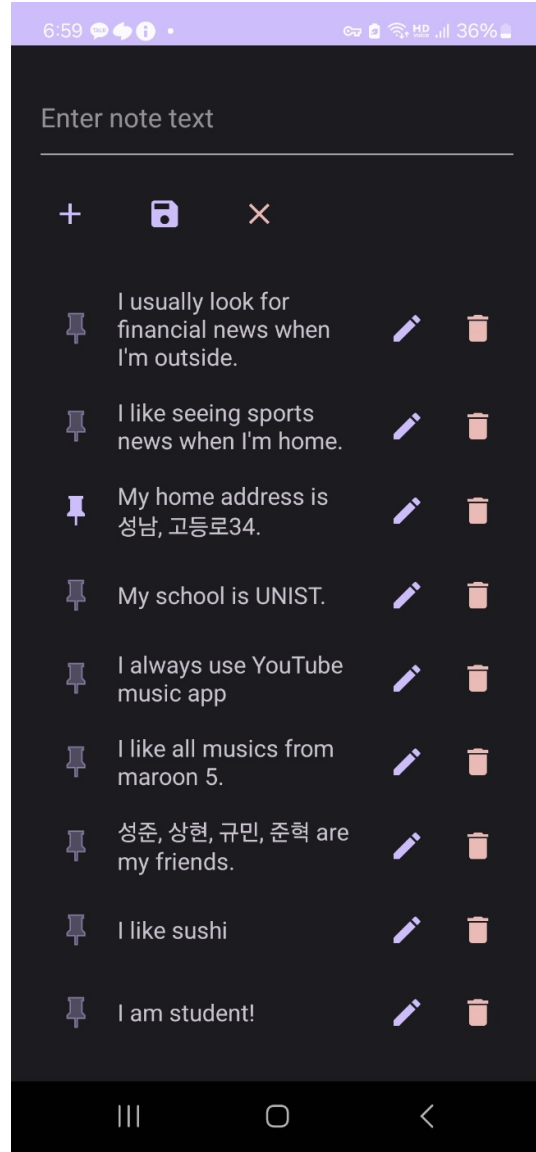 6:59
HD 36%
Enter note text
I usually look for
financial news when
I'm outside.
I like seeing sports
news when I'm home.
My home address is
성남, 고등로34.
My school is UNIST.
I always use YouTube
music app
I like all musics from
maroon 5.
성준, 상현, 규민, 준혁 are
my friends.
I like sushi
I am student!